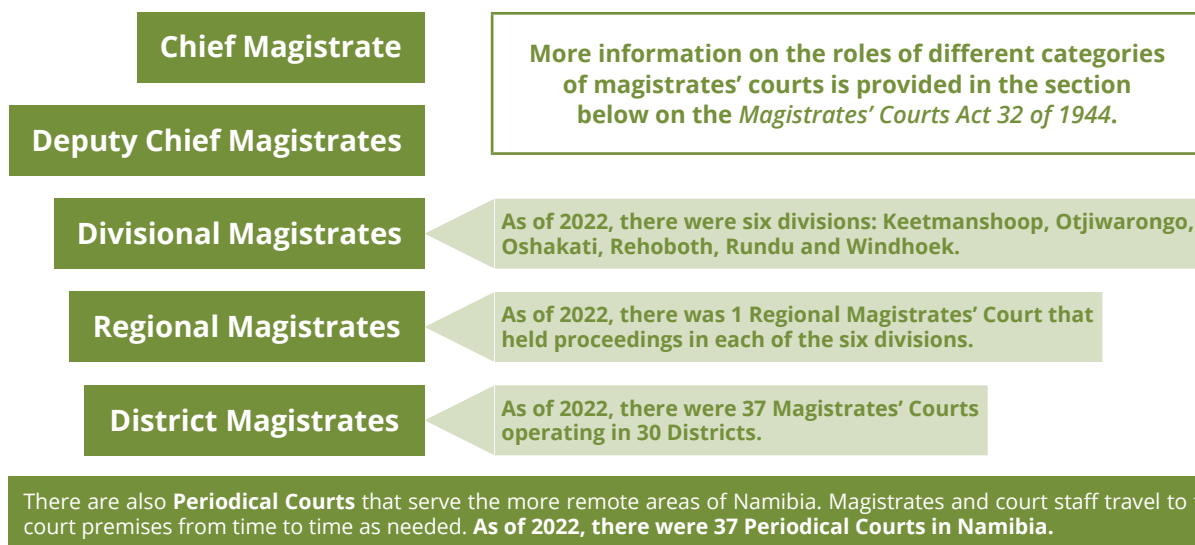 Chief Magistrate
More information on the roles of different categories
of magistrates’ courts is provided in the section
below on the Magistrates’ Courts Act 32 of 1944.
Deputy Chief Magistrates
Divisional Magistrates
As of 2022, there were six divisions: Keetmanshoop, Otjiwarongo,
Oshakati, Rehoboth, Rundu and Windhoek.
Regional Magistrates
As of 2022, there was 1 Regional Magistrates’ Court that
held proceedings in each of the six divisions.
District Magistrates
As of 2022, there were 37 Magistrates’ Courts
operating in 30 Districts.
There are also Periodical Courts that serve the more remote areas of Namibia. Magistrates and court staff travel to
court premises from time to time as needed. As of 2022, there were 37 Periodical Courts in Namibia.